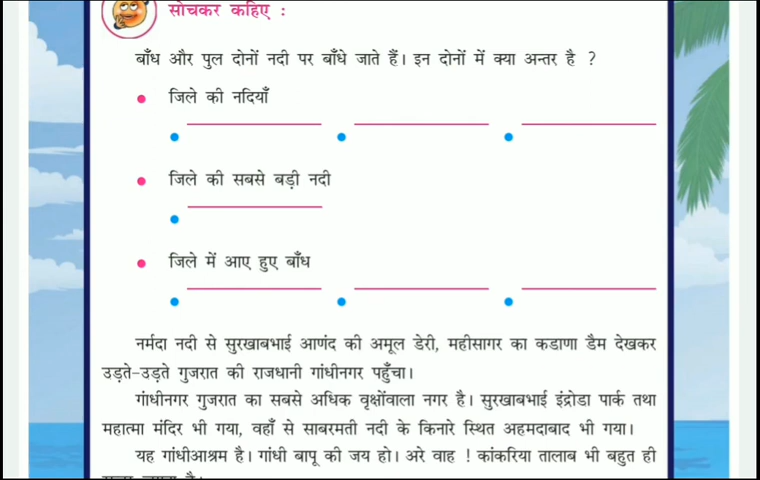 सोचकर कहिए :
बाँध और पुल दोनों नदी पर बाँधे जाते हैं। इन दोनों में क्या अन्तर है ?
जिले की नदियाँ
जिले की सबसे बड़ी नदी
जिले में आए हुए बाँध
नर्मदा नदी से सुरखाबभाई आणंद की अमूल डेरी, महीसागर का कडाणा डैम देखकर
उड़ते-उड़ते गुजरात की राजधानी गांधीनगर पहुँचा।
गांधीनगर गुजरात का सबसे अधिक वृक्षोंवाला नगर है। सुरखाबभाई इंद्रोडा पार्क तथा
महात्मा मंदिर भी गया, वहाँ से साबरमती नदी के किनारे स्थित अहमदाबाद भी गया।
यह गांधीआश्रम है। गांधी बापू की जय हो। अरे वाह ! कांकरिया तालाब भी बहुत ही